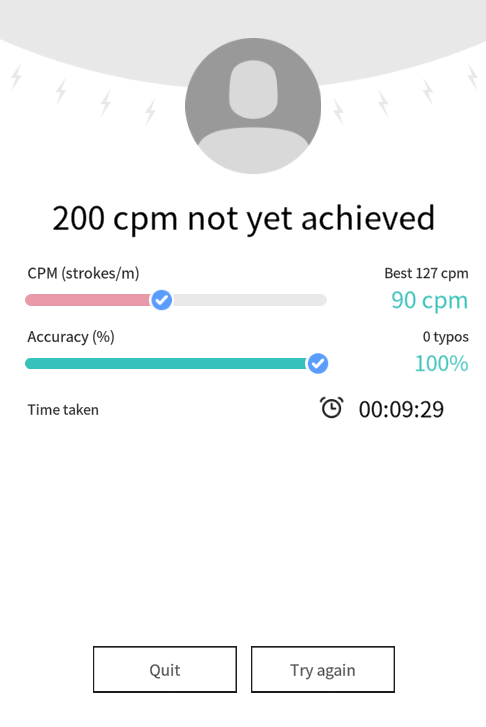 200 cpm not yet achieved
CPM (strokes/m)
Best 127 cpm
90 cpm
Accuracy (%)
0 typos
100%
Time taken
00:09:29
Quit
Try again